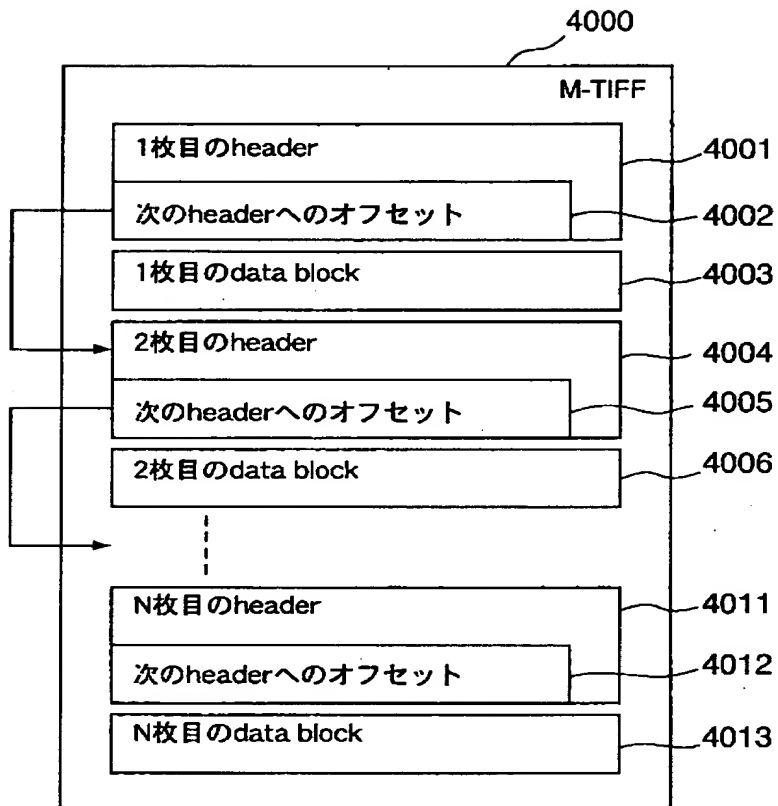 4000
M-TIFF
1枚目のheader
4001
次のheaderへのオフセット
4002
1枚目のdata block
4003
2枚目のheader
4004
次のheaderへのオフセット
4005
2枚目のdata block
4006
N枚目のheader
4011
次のheaderへのオフセット
4012
N枚目のdata block
4013